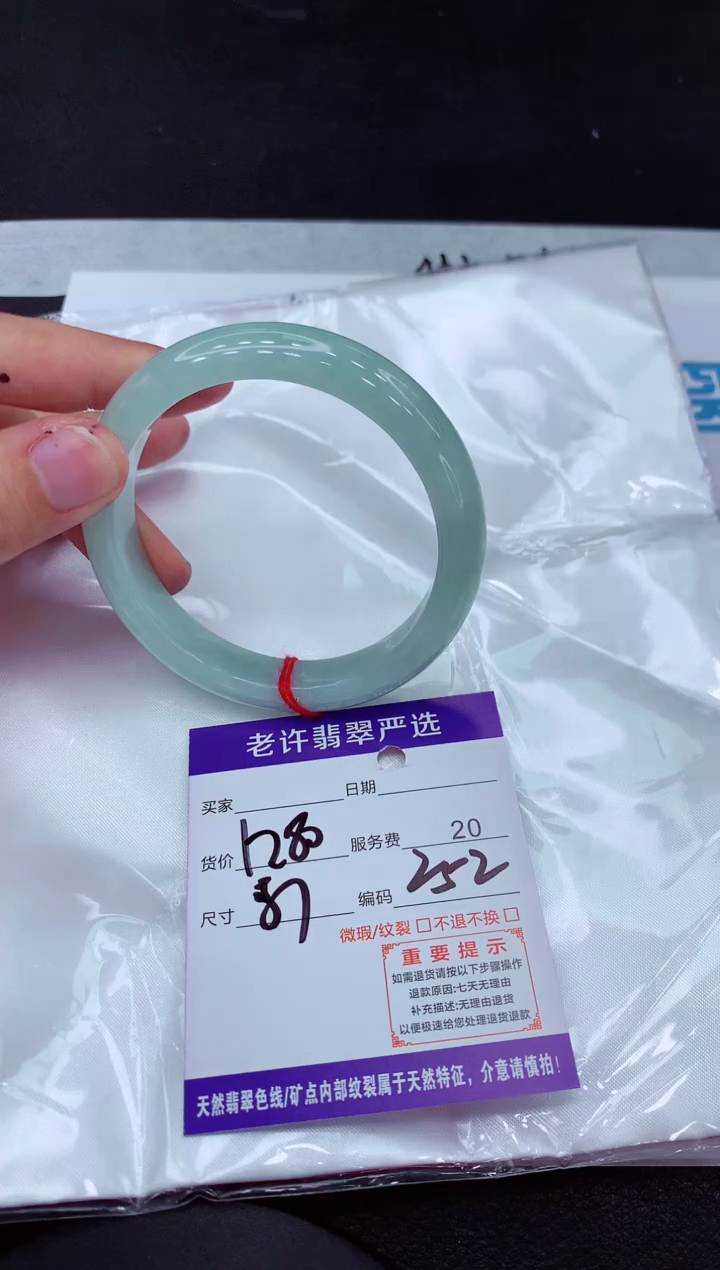 老许翡翠严选
买家 日期
货价 1280 服务费 20
尺寸 57 编码 252
微瑕/纹裂 □ 不退不换 □
重要提示
如需退货请按以下步骤操作
退款原因:七天无理由
补充描述:无理由退货
以便极速给您处理退货退款
天然翡翠色线/矿点内部纹裂属于天然特征，介意请慎拍！